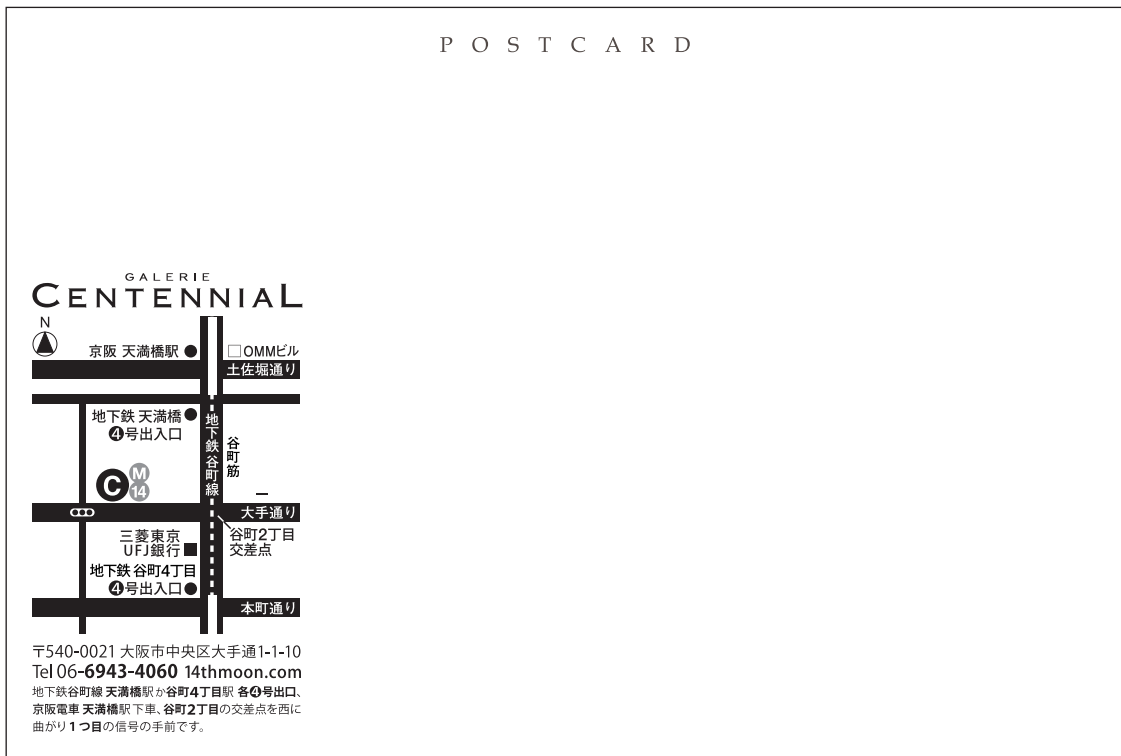 POSTCARD
GALERIE
CENTENNIAL
N
京阪 天満橋駅
OMMビル
土佐堀通り
地下鉄 天満橋
4号出入口
地下鉄谷町線
谷町筋
C
M
14
大手通り
三菱東京
UFJ銀行
谷町2丁目
交差点
地下鉄 谷町4丁目
4号出入口
本町通り
〒540-0021 大阪市中央区大手通1-1-10
Tel 06-6943-4060 14thmoon.com
地下鉄谷町線 天満橋駅か谷町4丁目駅 各4号出口、
京阪電車 天満橋駅下車、谷町2丁目の交差点を西に
曲がり1つ目の信号の手前です。